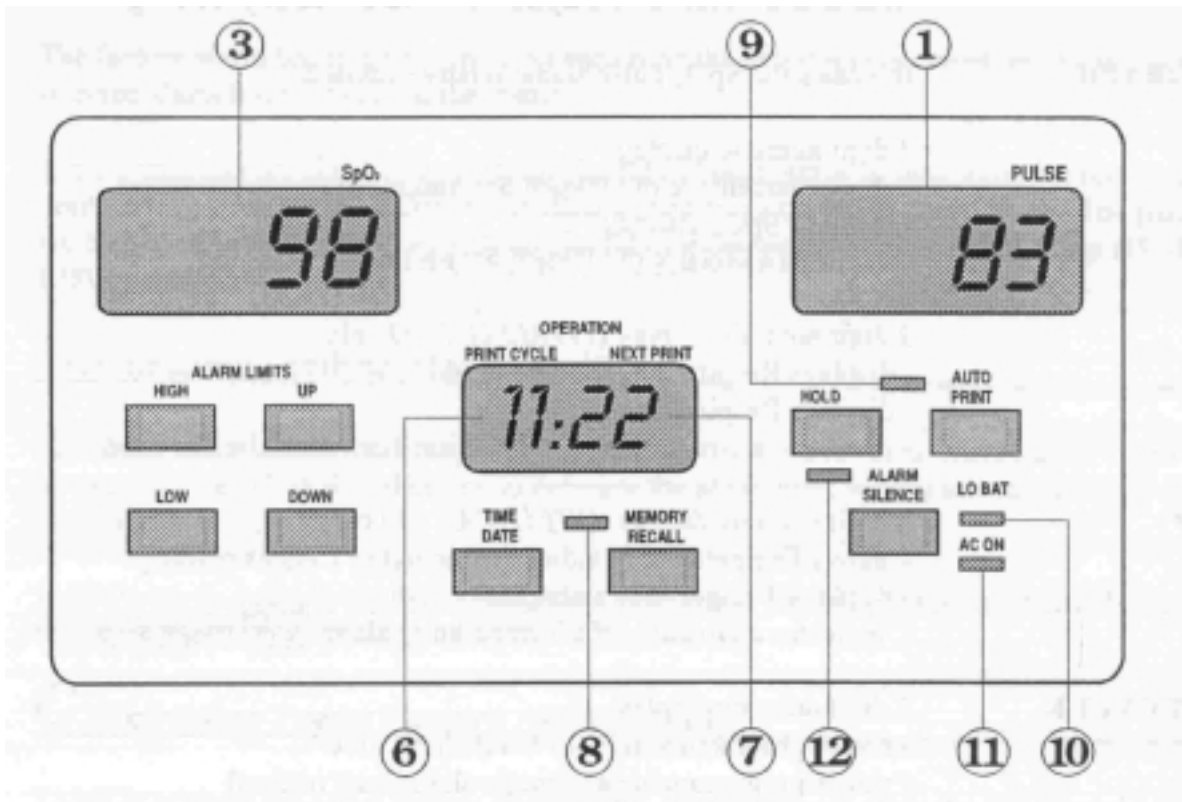 3 9 1
SpO₂ PULSE
98 83
OPERATION
PRINT CYCLE NEXT PRINT
11:22
ALARM LIMITS
HIGH UP
HOLD AUTO
PRINT
LOW DOWN
TIME
DATE
MEMORY
RECALL
ALARM
SILENCE
LO BAT
AC ON
6 8 7 12 11 10